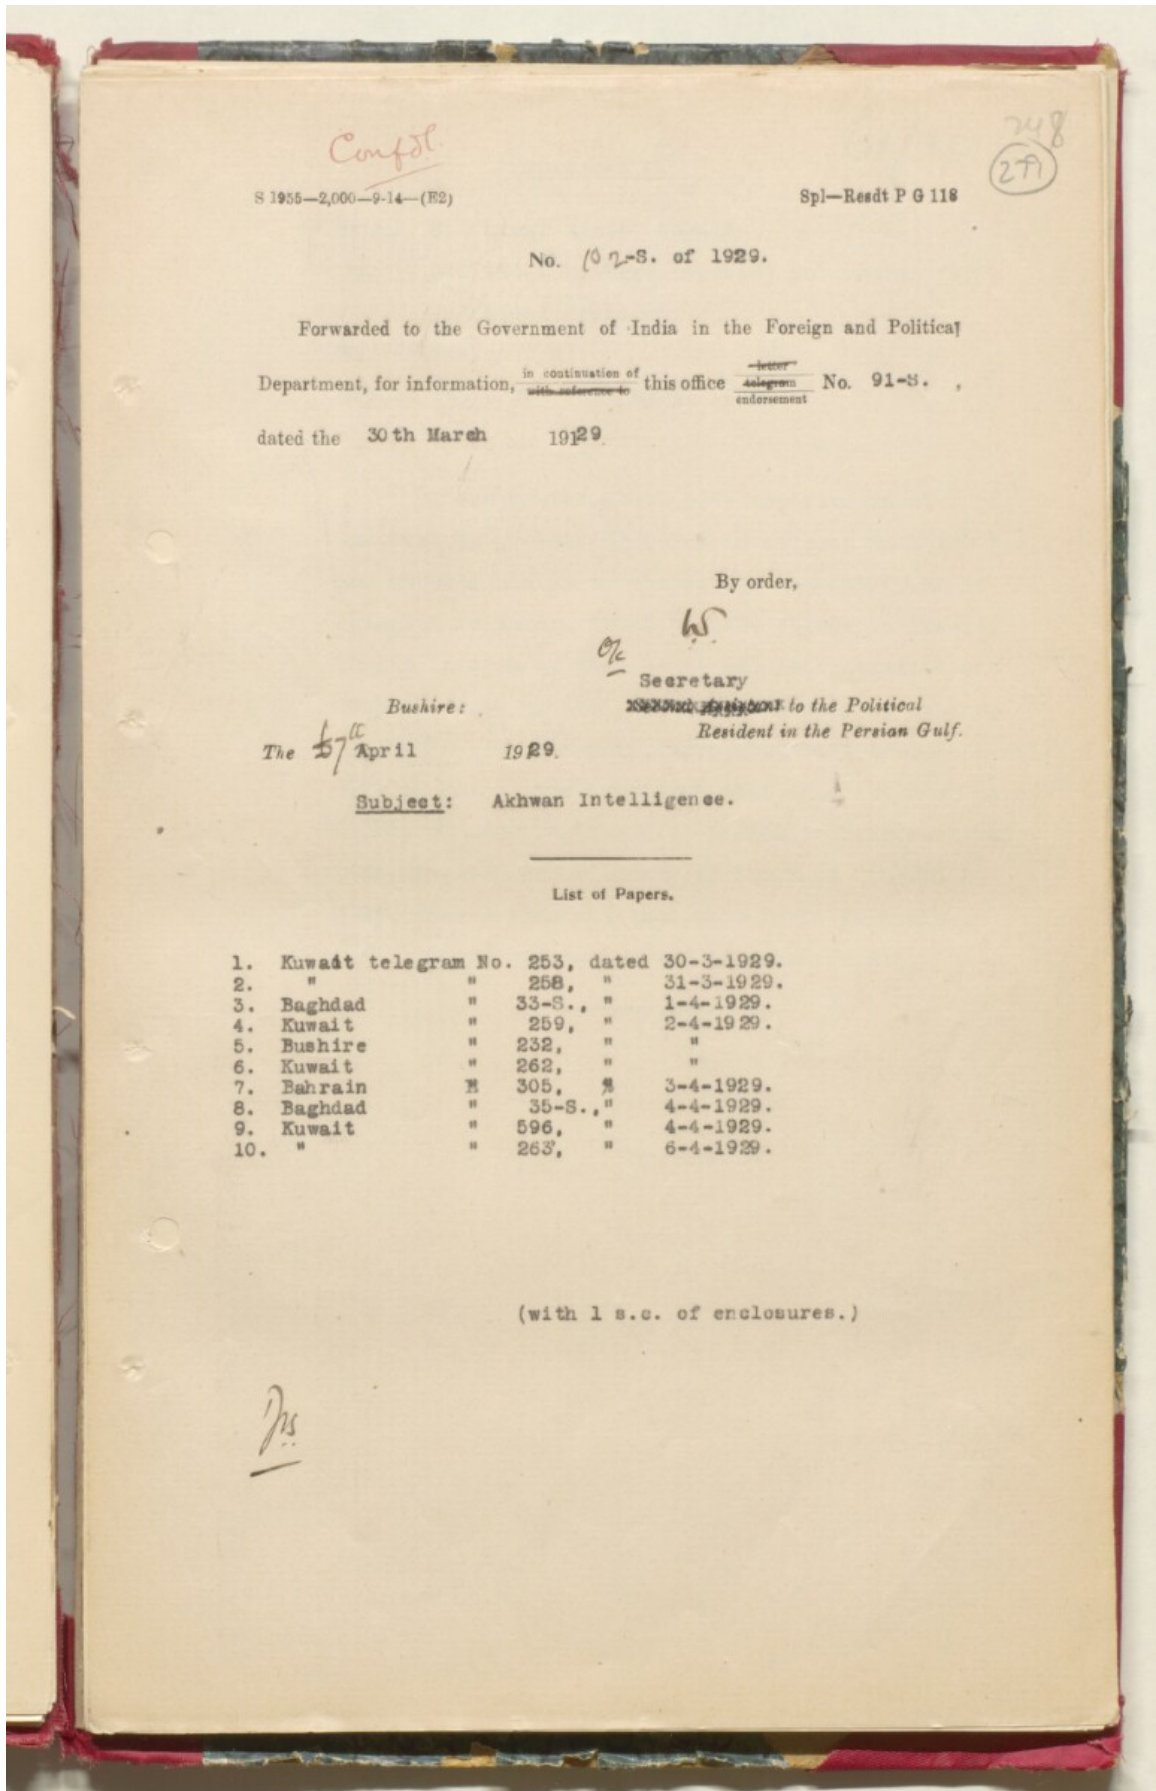 Confdl.
248
277
S 1955—2,000—9-14—(E2)
Spl—Resdt P G 118
No. 102-S. of 1929.
Forwarded to the Government of India in the Foreign and Political
in continuation of letter
Department, for information, with reference to this office telegram No. 91-S. ,
endorsement
dated the 30th March 1929.
By order,
Secretary
Bushire: to the Political
Resident in the Persian Gulf.
The 7th April 1929.
Subject: Akhwan Intelligence.
List of Papers.
1. Kuwait telegram No. 253, dated 30-3-1929.
2. " " 258, " 31-3-1929.
3. Baghdad " 33-S., " 1-4-1929.
4. Kuwait " 259, " 2-4-1929.
5. Bushire " 232, " "
6. Kuwait " 262, " "
7. Bahrain " 305, " 3-4-1929.
8. Baghdad " 35-S., " 4-4-1929.
9. Kuwait " 596, " 4-4-1929.
10. " " 263, " 6-4-1929.
(with 1 s.c. of enclosures.)